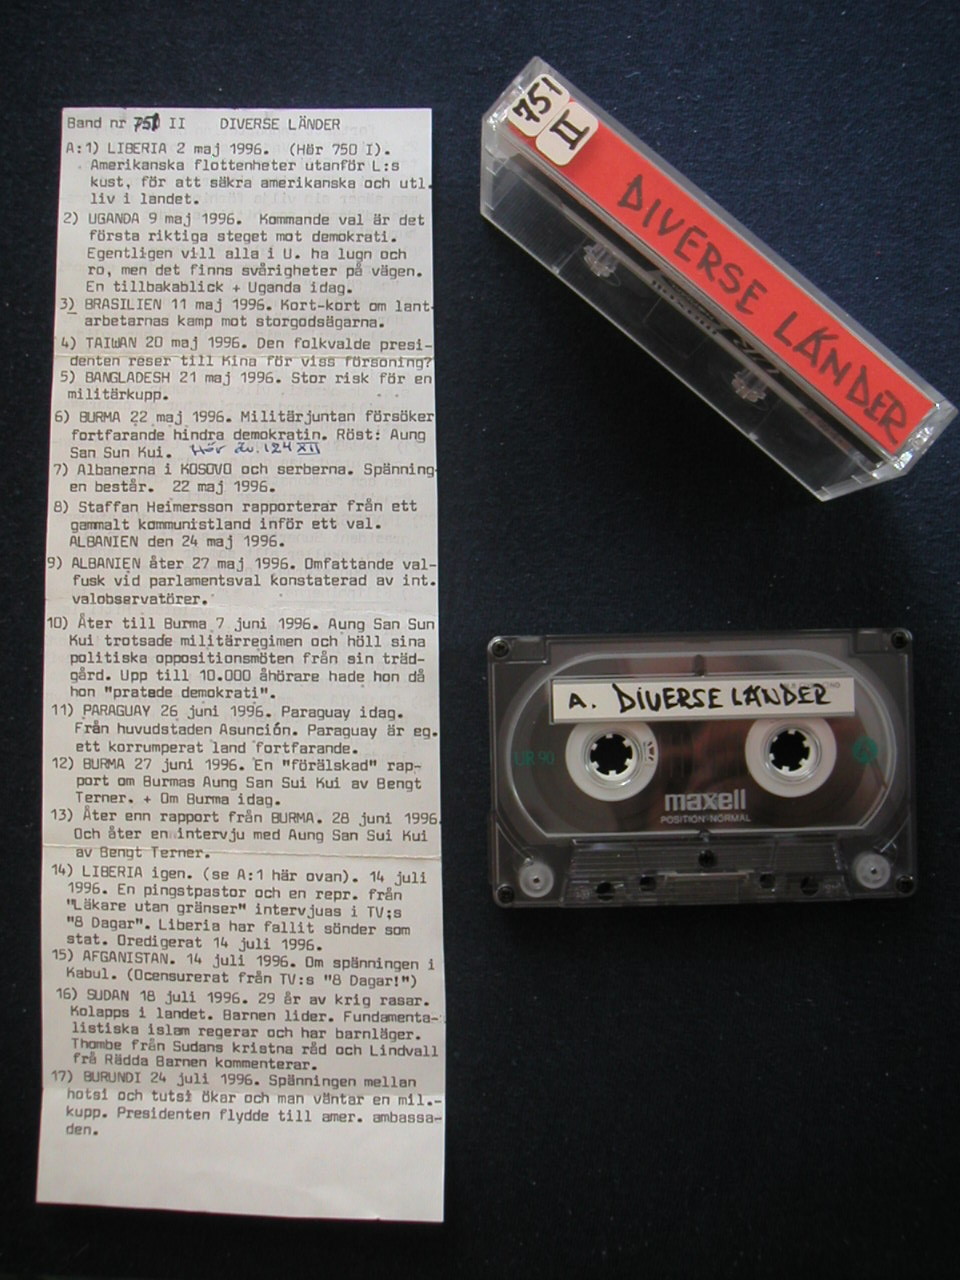 Band nr 751 II DIVERSE LÄNDER
A:1) LIBERIA 2 maj 1996. (Hör 750 I).
Amerikanska flottenheter utanför L:s
kust, för att säkra amerikanska och utl.
liv i landet.
2) UGANDA 9 maj 1996. Kommande val är det
första riktiga steget mot demokrati.
Egentligen vill alla i U. ha lugn och
ro, men det finns svårigheter på vägen.
En tillbakablick + Uganda idag.
3) BRASILIEN 11 maj 1996. Kort-kort om lant-
arbetarnas kamp mot storgodsägarna.
4) TAIWAN 20 maj 1996. Den folkvalde presi-
denten reser till Kina för viss försoning?
5) BANGLADESH 21 maj 1996. Stor risk för en
militärkupp.
6) BURMA 22 maj 1996. Militärjuntan försöker
fortfarande hindra demokratin. Röst: Aung
San Sun Kui. Hör äv. 124 XII
7) Albanerna i KOSOVO och serberna. Spänning-
en består. 22 maj 1996.
8) Staffan Heimersson rapporterar från ett
gammalt kommunistland inför ett val.
ALBANIEN den 24 maj 1996.
9) ALBANIEN åter 27 maj 1996. Omfattande val-
fusk vid parlamentsval konstaterad av int.
valobservatörer.
10) Åter till Burma 7 juni 1996. Aung San Sun
Kui trotsade militärregimen och höll sina
politiska oppositionsmöten från sin träd-
gård. Upp till 10.000 åhörare hade hon då
hon "pratade demokrati".
11) PARAGUAY 26 juni 1996. Paraguay idag.
Från huvudstaden Asunción. Paraguay är eg.
ett korrumperat land fortfarande.
12) BURMA 27 juni 1996. En "förälskad" rap-
port om Burmas Aung San Sui Kui av Bengt
Terner. + Om Burma idag.
13) Åter enn rapport från BURMA. 28 juni 1996.
Och åter en intervju med Aung San Sui Kui
av Bengt Terner.
14) LIBERIA igen. (se A:1 här ovan). 14 juli
1996. En pingstpastor och en repr. från
"Läkare utan gränser" intervjuas i TV:s
"8 Dagar". Liberia har fallit sönder som
stat. Oredigerat 14 juli 1996.
15) AFGANISTAN. 14 juli 1996. Om spänningen i
Kabul. (Ocensurerat från TV:s "8 Dagar!")
16) SUDAN 18 juli 1996. 29 år av krig rasar.
Kolapps i landet. Barnen lider. Fundamenta-
listiska islam regerar och har barnläger.
Thombe från Sudans kristna råd och Lindvall
frå Rädda Barnen kommenterar.
17) BURUNDI 24 juli 1996. Spänningen mellan
hotsi och tutsi ökar och man väntar en mil.-
kupp. Presidenten flydde till amer. ambassa-
den.
751
II
DIVERSE LÄNDER
A. DIVERSE LÄNDER
UR 90
maxell
POSITION·NORMAL